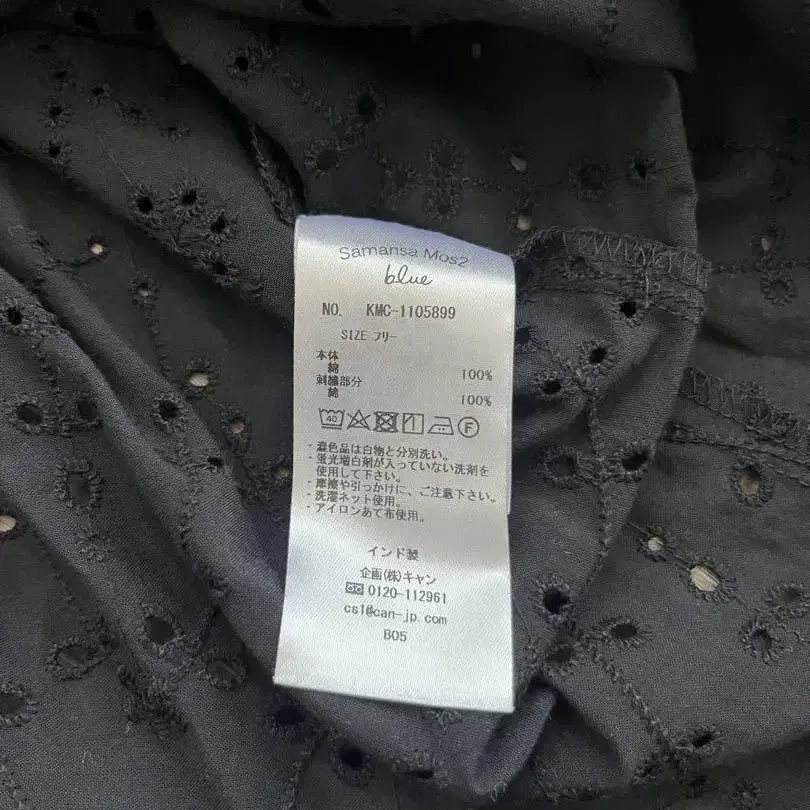 Samansa Mos2
blue
NO. KMC-1105899
SIZE フリー
本体
綿 100%
刺繍部分
綿 100%
40 F
・濃色品は白物と分別洗い。
・蛍光増白剤が入っていない洗剤を
使用して下さい。
・摩擦や引っかけに、ご注意下さい。
・洗濯ネット使用。
・アイロンあて布使用。
インド製
企画(株)キャン
0120-112961
cs1@can-jp.com
B05